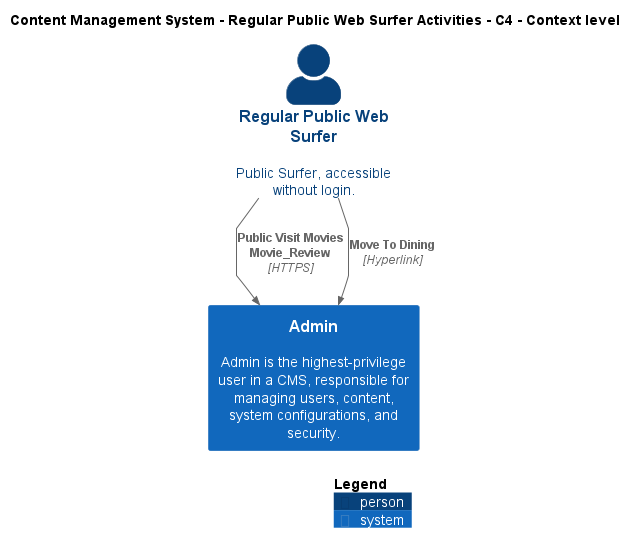 Content Management System - Regular Public Web Surfer Activities - C4 - Context level
Regular Public Web
Surfer
Public Surfer, accessible
without login.
Public Visit Movies
Movie_Review
[HTTPS]
Move To Dining
[Hyperlink]
Admin
Admin is the highest-privilege
user in a CMS, responsible for
managing users, content,
system configurations, and
security.
Legend
person
system